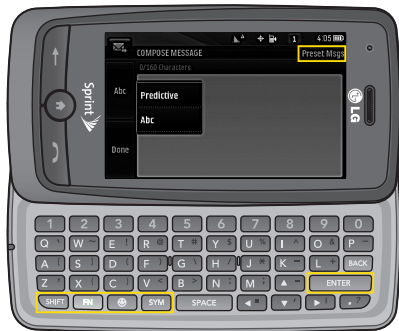 1 4:05
COMPOSE MESSAGE Preset Msgs
0/160 Characters
Abc
Predictive
Abc
Done
Sprint
LG
1 2 3 4 5 6 7 8 9 0
Q W ~ E ! R @ T # Y $ U % I ^ O & P
A S D F ) G \ H / J * K - L + BACK
Z X ( C V < B > N : M ; ▲ - ENTER
SHIFT FN SYM SPACE ◄ " ▼ ' ► ! . ?